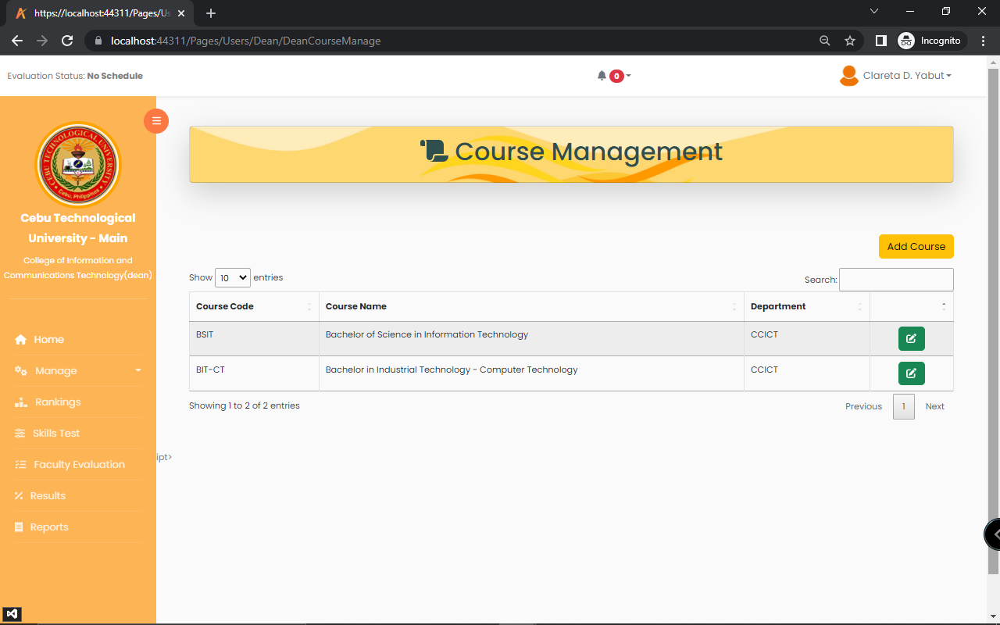 https://localhost:44311/Pages/Us
localhost:44311/Pages/Users/Dean/DeanCourseManage
Incognito
Evaluation Status: No Schedule
0
Clareta D. Yabut
CEBU TECHNOLOGICAL UNIVERSITY
Cebu, Philippines
Cebu Technological
University - Main
College of Information and
Communications Technology(dean)
Home
Manage
Rankings
Skills Test
Faculty Evaluation
Results
Reports
Course Management
Add Course
Show 10 entries
Search:
Course Code Course Name Department
BSIT Bachelor of Science in Information Technology CCICT
BIT-CT Bachelor in Industrial Technology - Computer Technology CCICT
Showing 1 to 2 of 2 entries
Previous 1 Next
ipt>